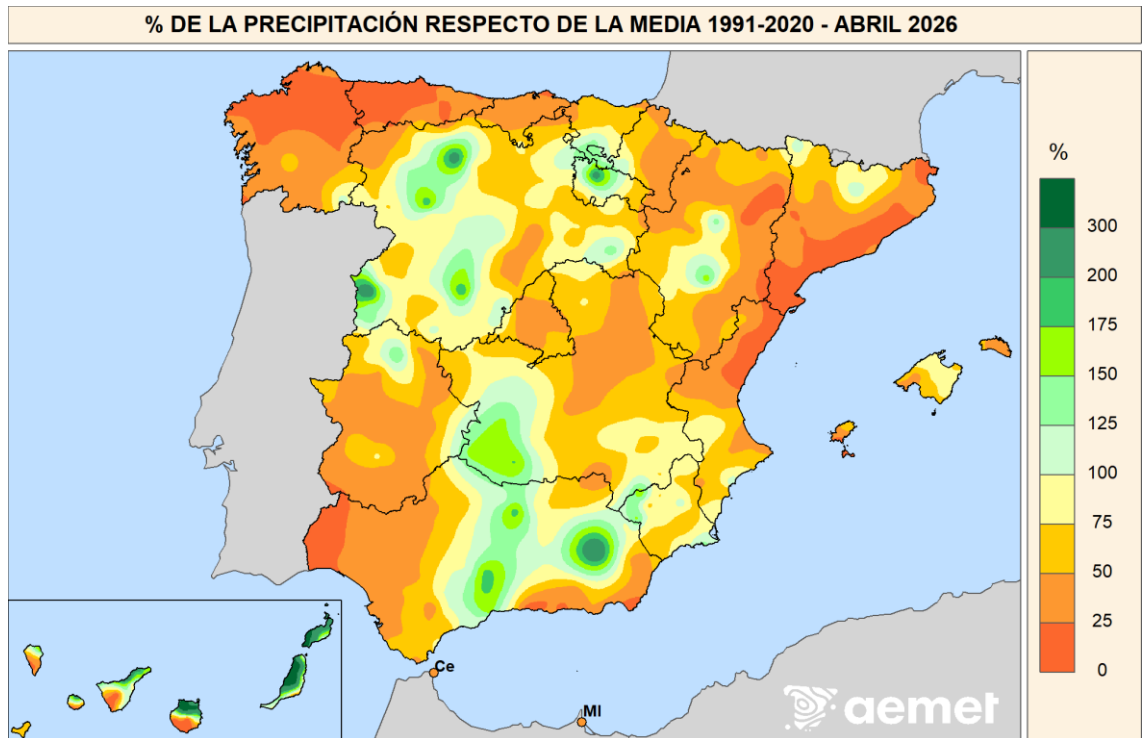 % DE LA PRECIPITACIÓN RESPECTO DE LA MEDIA 1991-2020 - ABRIL 2026
%
300
200
175
150
125
100
75
50
25
0
Ce
Ml
aemet